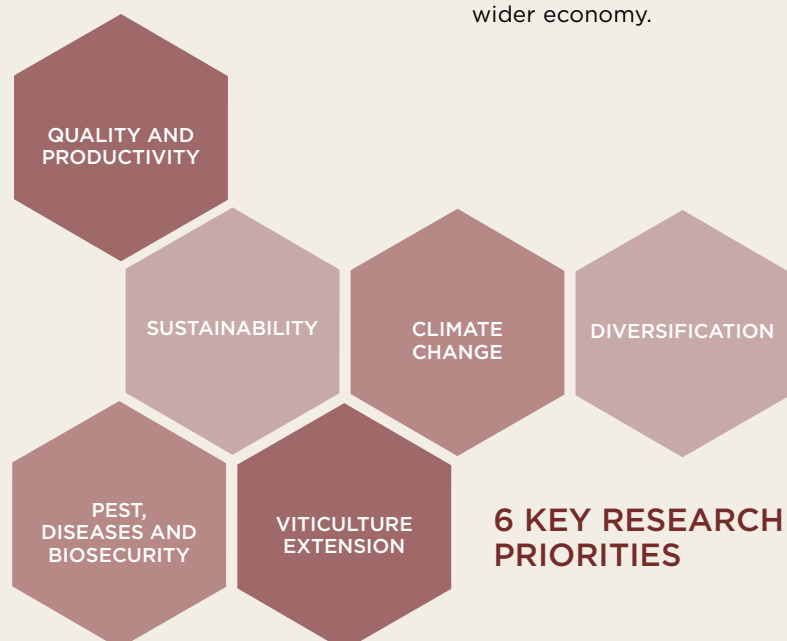 wider economy.
QUALITY AND
PRODUCTIVITY
SUSTAINABILITY
CLIMATE
CHANGE
DIVERSIFICATION
PEST,
DISEASES AND
BIOSECURITY
VITICULTURE
EXTENSION
6 KEY RESEARCH
PRIORITIES